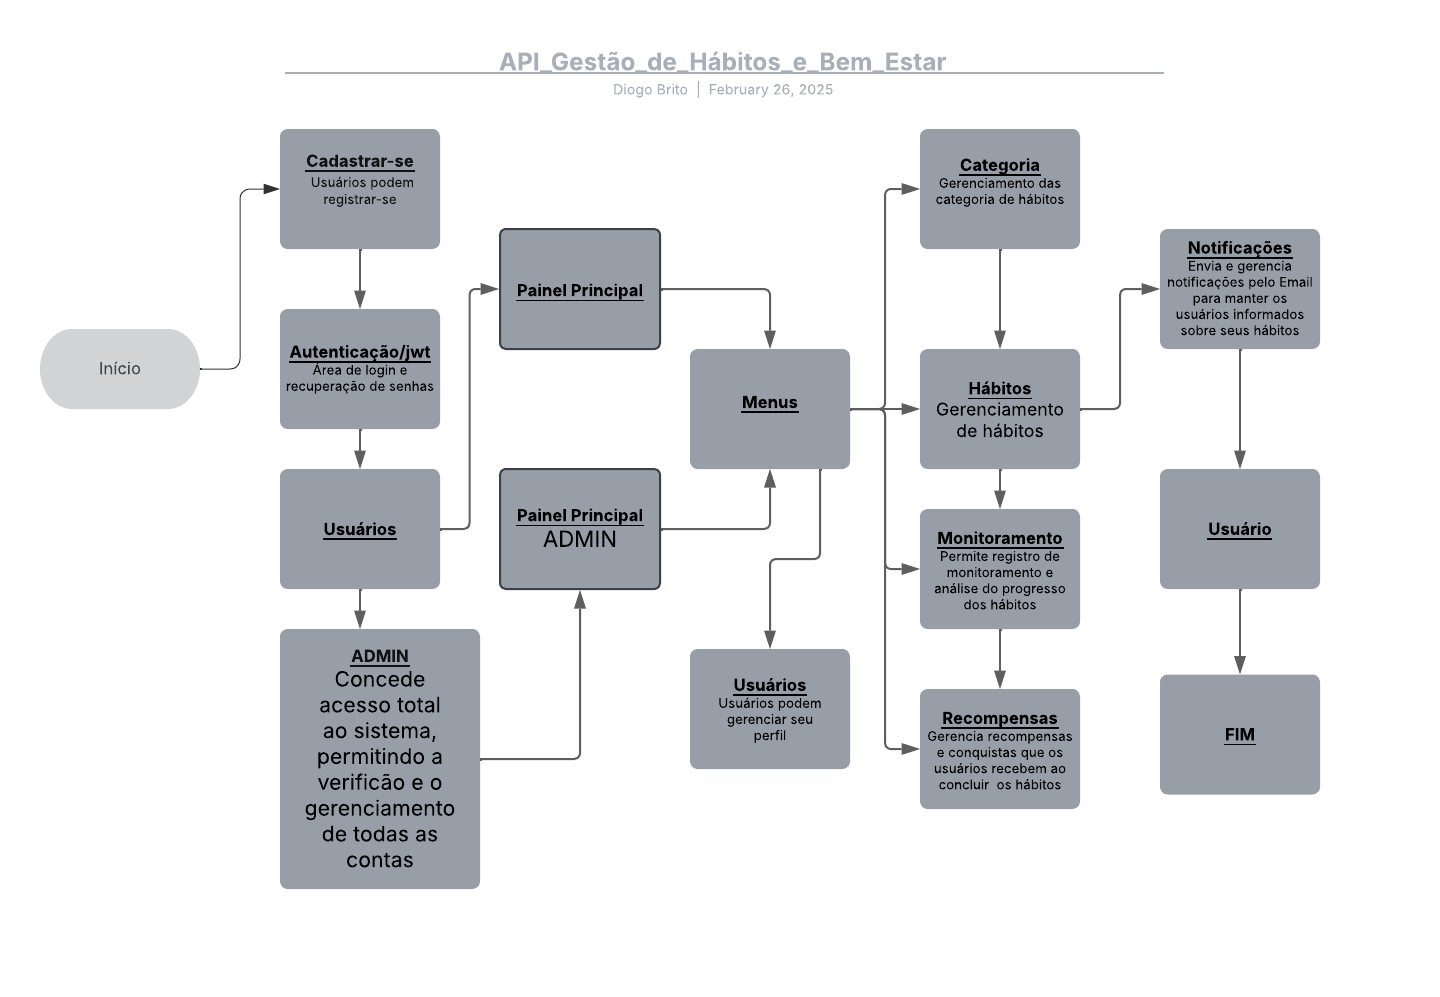 API_Gestão_de_Hábitos_e_Bem_Estar
Diogo Brito | February 26, 2025
Início
Cadastrar-se
Usuários podem
registrar-se
Autenticação/jwt
Área de login e
recuperação de senhas
Usuários
ADMIN
Concede
acesso total
ao sistema,
permitindo a
verificão e o
gerenciamento
de todas as
contas
Painel Principal
Painel Principal
ADMIN
Menus
Usuários
Usuários podem
gerenciar seu
perfil
Categoria
Gerenciamento das
categoria de hábitos
Hábitos
Gerenciamento
de hábitos
Monitoramento
Permite registro de
monitoramento e
análise do progresso
dos hábitos
Recompensas
Gerencia recompensas
e conquistas que os
usuários recebem ao
concluir  os hábitos
Notificações
Envia e gerencia
notificações pelo Email
para manter os
usuários informados
sobre seus hábitos
Usuário
FIM